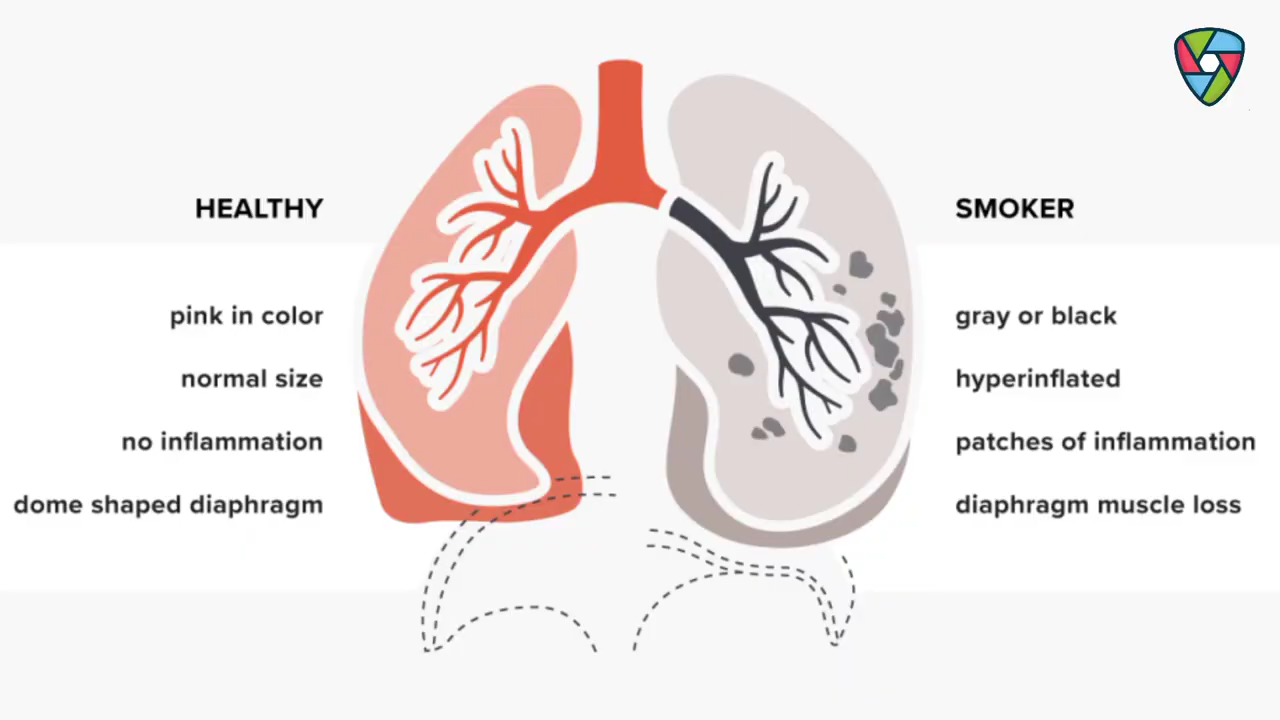 HEALTHY
pink in color
normal size
no inflammation
dome shaped diaphragm
SMOKER
gray or black
hyperinflated
patches of inflammation
diaphragm muscle loss